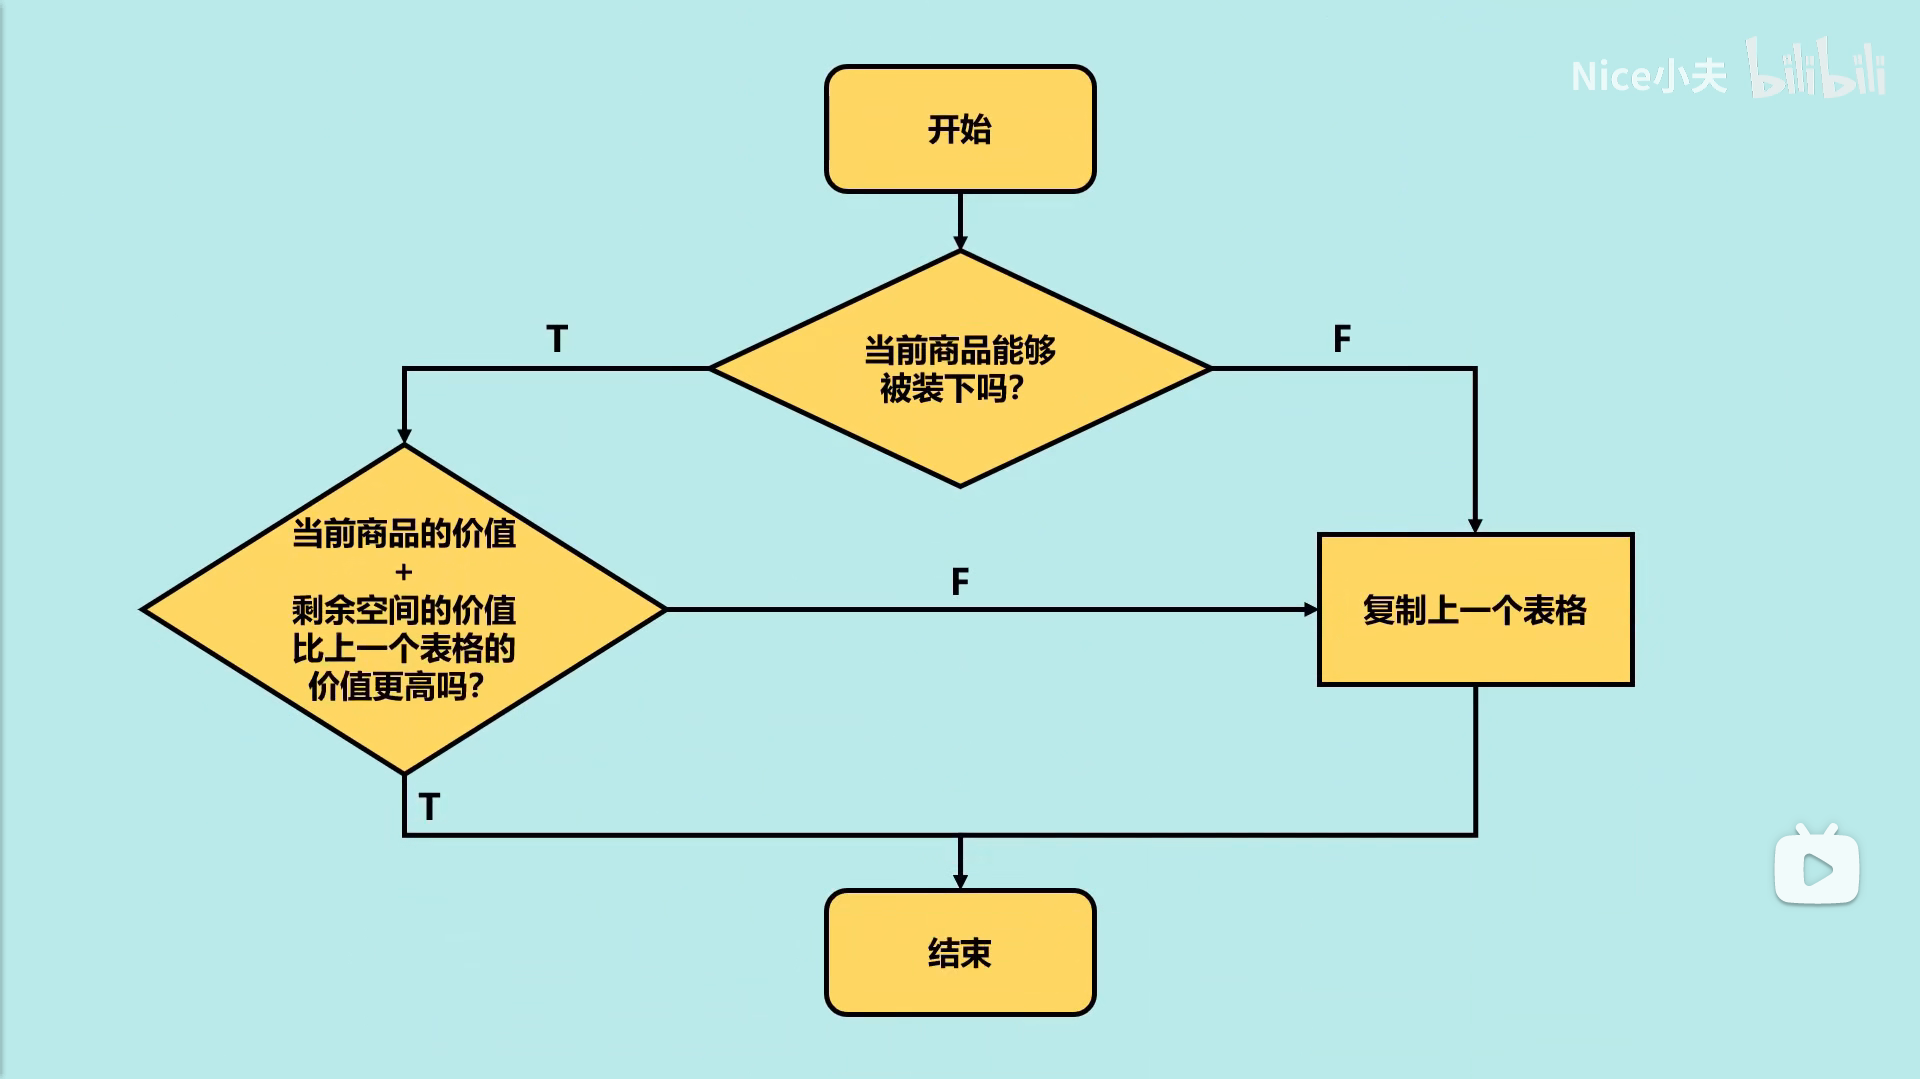 Nice小夫 bilibili
开始
T
F
当前商品能够
被装下吗？
当前商品的价值
+
剩余空间的价值
比上一个表格的
价值更高吗？
F
复制上一个表格
T
结束